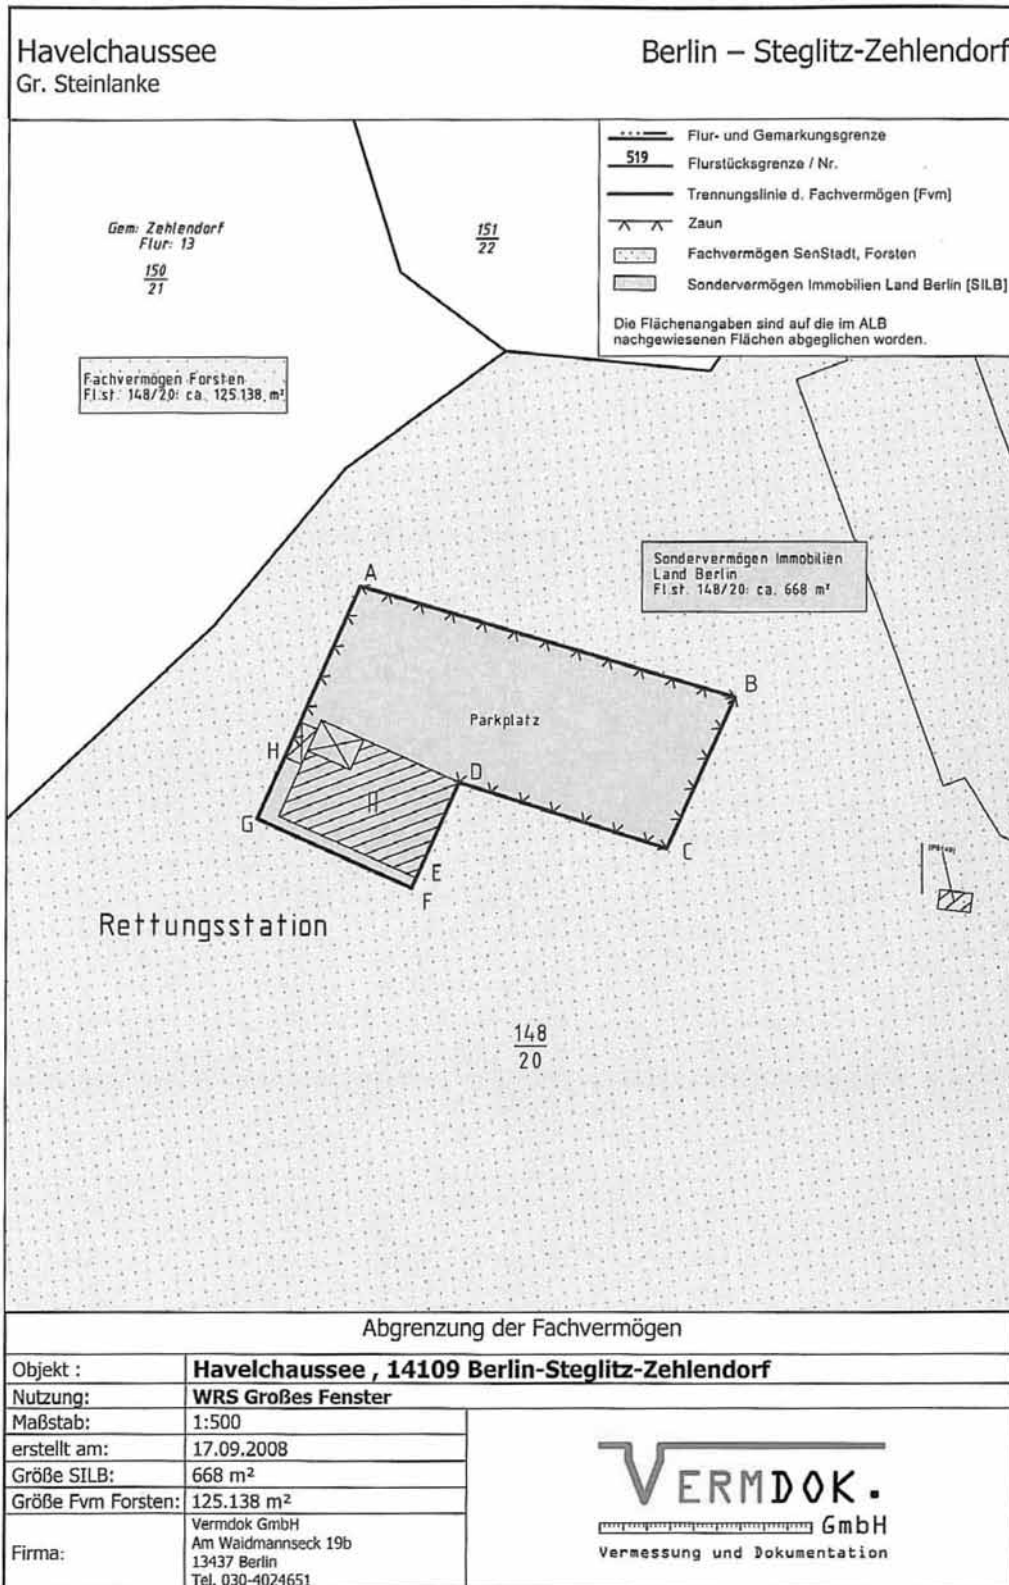 Havelchaussee
Gr. Steinlanke
Berlin – Steglitz-Zehlendorf
Flur- und Gemarkungsgrenze
519
Flurstücksgrenze / Nr.
Trennungslinie d. Fachvermögen [Fvm]
Zaun
Fachvermögen SenStadt, Forsten
Sondervermögen Immobilien Land Berlin [SILB]
Die Flächenangaben sind auf die im ALB
nachgewiesenen Flächen abgeglichen worden.
Gem: Zehlendorf
Flur: 13
150
21
151
22
Fachvermögen Forsten
Fl.st. 148/20: ca. 125.138 m²
Sondervermögen Immobilien
Land Berlin
Fl.st. 148/20: ca. 668 m²
A
B
Parkplatz
H
D
II
G
C
E
F
Rettungsstation
148
20
Abgrenzung der Fachvermögen
Objekt : Havelchaussee , 14109 Berlin-Steglitz-Zehlendorf
Nutzung: WRS Großes Fenster
Maßstab: 1:500
erstellt am: 17.09.2008
Größe SILB: 668 m²
Größe Fvm Forsten: 125.138 m²
Firma:
Vermdok GmbH
Am Waidmannseck 19b
13437 Berlin
Tel. 030-4024651
VERMDOK.
GmbH
Vermessung und Dokumentation